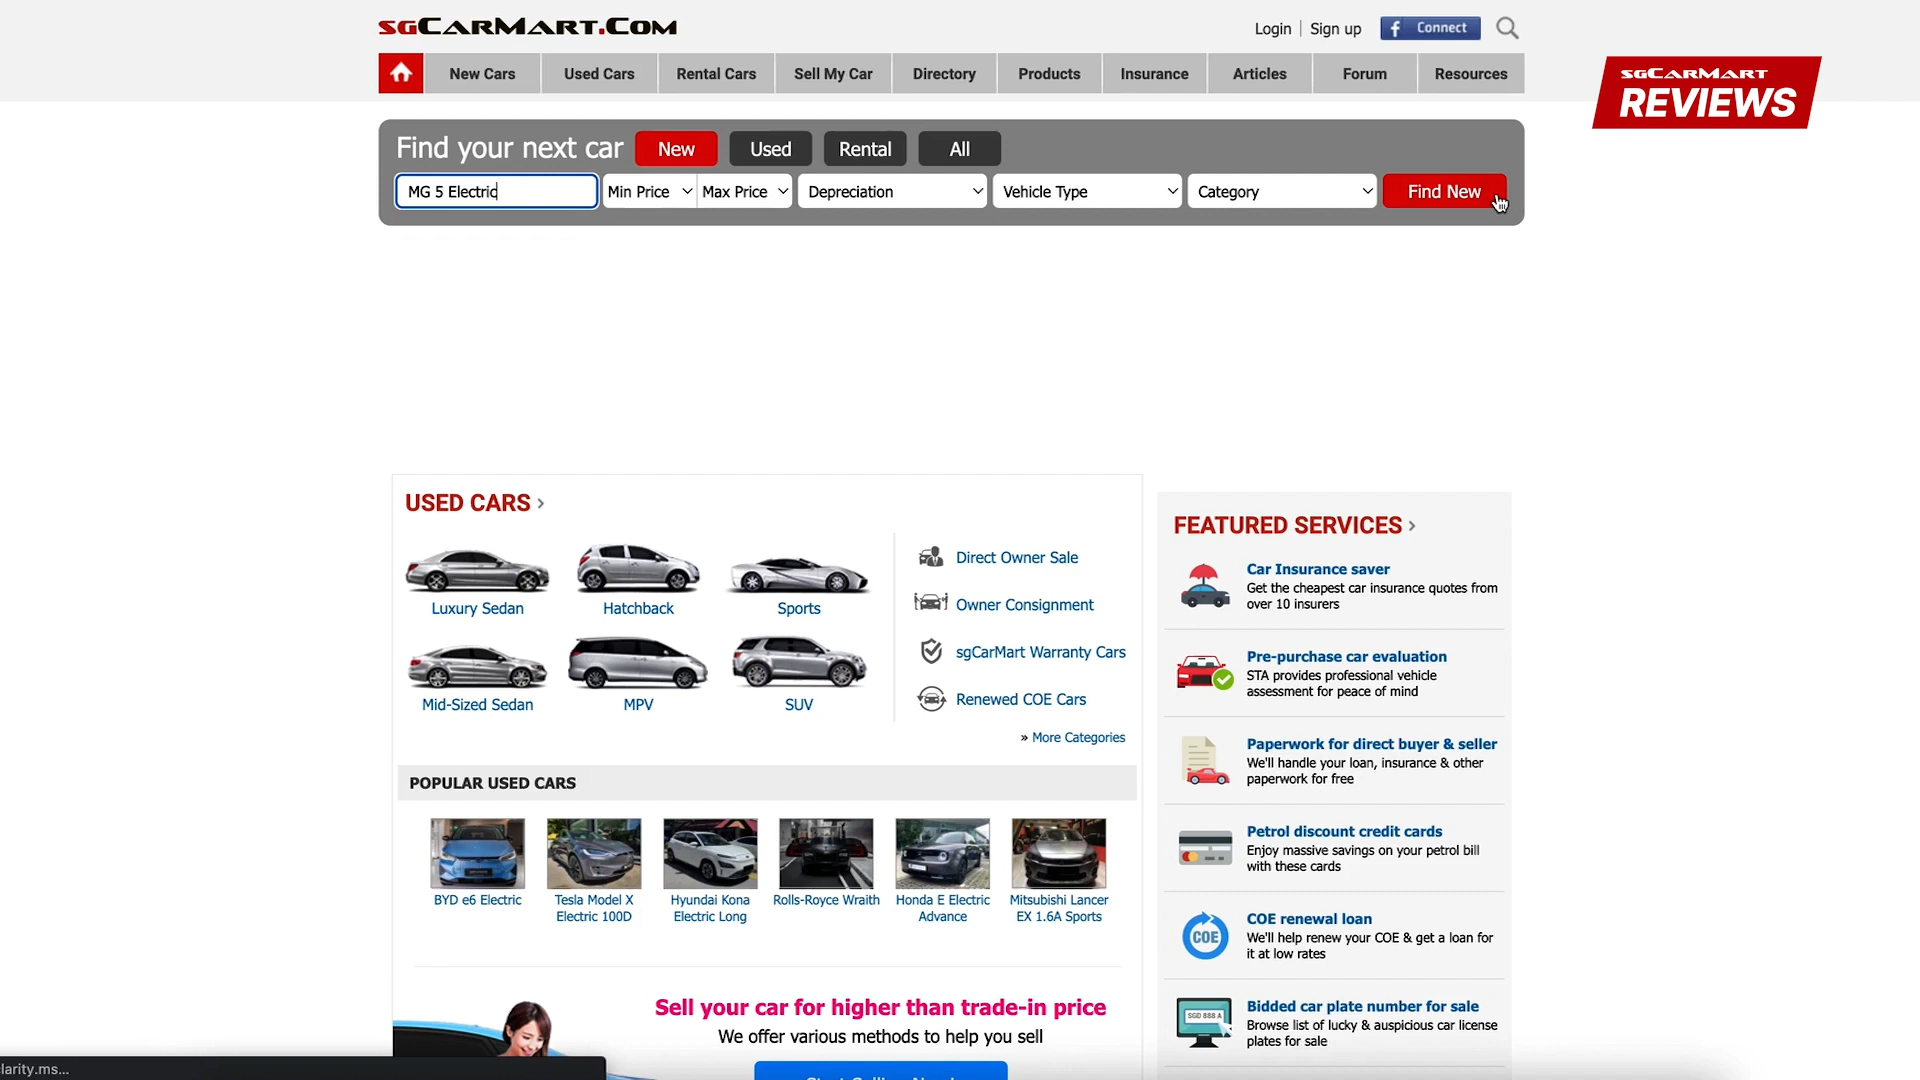 sgCarMart.Com
Login
Sign up
f Connect
New Cars
Used Cars
Rental Cars
Sell My Car
Directory
Products
Insurance
Articles
Forum
Resources
sgCarMart
REVIEWS
Find your next car
New
Used
Rental
All
MG 5 Electric
Min Price
Max Price
Depreciation
Vehicle Type
Category
Find New
USED CARS ›
Luxury Sedan
Hatchback
Sports
Mid-Sized Sedan
MPV
SUV
Direct Owner Sale
Owner Consignment
sgCarMart Warranty Cars
Renewed COE Cars
» More Categories
POPULAR USED CARS
BYD e6 Electric
Tesla Model X
Electric 100D
Hyundai Kona
Electric Long
Rolls-Royce Wraith
Honda E Electric
Advance
Mitsubishi Lancer
EX 1.6A Sports
Sell your car for higher than trade-in price
We offer various methods to help you sell
FEATURED SERVICES ›
Car Insurance saver
Get the cheapest car insurance quotes from
over 10 insurers
Pre-purchase car evaluation
STA provides professional vehicle
assessment for peace of mind
Paperwork for direct buyer & seller
We'll handle your loan, insurance & other
paperwork for free
Petrol discount credit cards
Enjoy massive savings on your petrol bill
with these cards
COE
COE renewal loan
We'll help renew your COE & get a loan for
it at low rates
SGD 888 A
Bidded car plate number for sale
Browse list of lucky & auspicious car license
plates for sale
larity.ms...